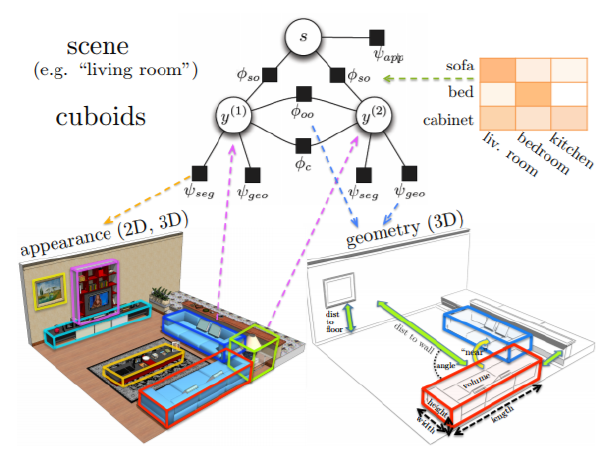 scene
(e.g. "living room")
cuboids
s
ψapp
ϕso
ϕso
y(1)
ϕoo
y(2)
ϕc
ψseg
ψgeo
ψseg
ψgeo
sofa
bed
cabinet
liv. room
bedroom
kitchen
appearance (2D, 3D)
geometry (3D)
dist to floor
dist to wall
"near"
"angle"
volume
height
width
length